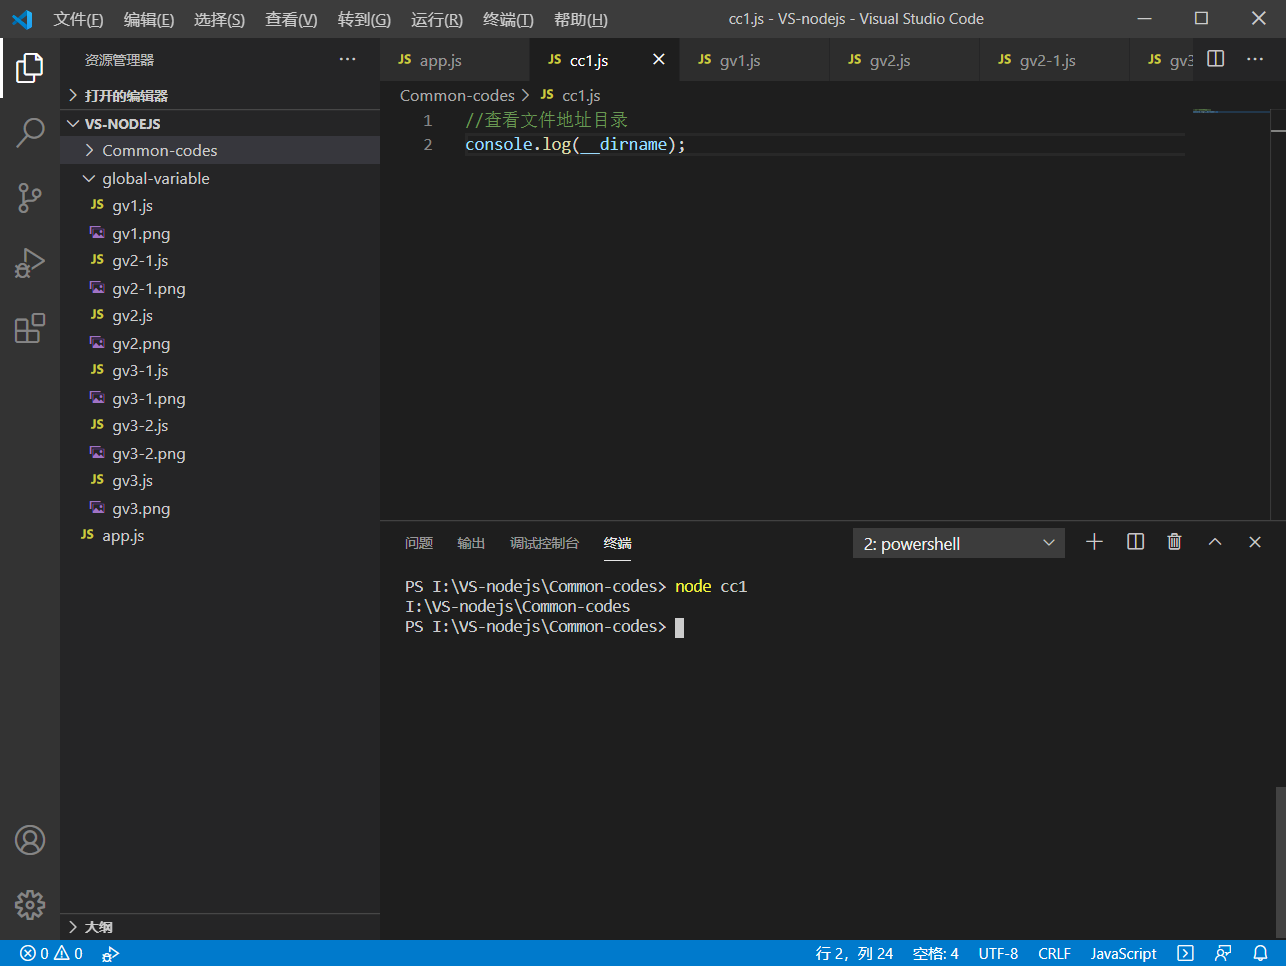 文件(F) 编辑(E) 选择(S) 查看(V) 转到(G) 运行(R) 终端(T) 帮助(H) cc1.js - VS-nodejs - Visual Studio Code
资源管理器 ···
打开的编辑器
VS-NODEJS
Common-codes
global-variable
JS gv1.js
gv1.png
JS gv2-1.js
gv2-1.png
JS gv2.js
gv2.png
JS gv3-1.js
gv3-1.png
JS gv3-2.js
gv3-2.png
JS gv3.js
gv3.png
JS app.js
大纲
JS app.js JS cc1.js JS gv1.js JS gv2.js JS gv2-1.js JS gv3
Common-codes > JS cc1.js
1 //查看文件地址目录
2 console.log(__dirname);
问题 输出 调试控制台 终端 2: powershell
PS I:\VS-nodejs\Common-codes> node cc1
I:\VS-nodejs\Common-codes
PS I:\VS-nodejs\Common-codes>
0 0 行 2，列 24 空格: 4 UTF-8 CRLF JavaScript